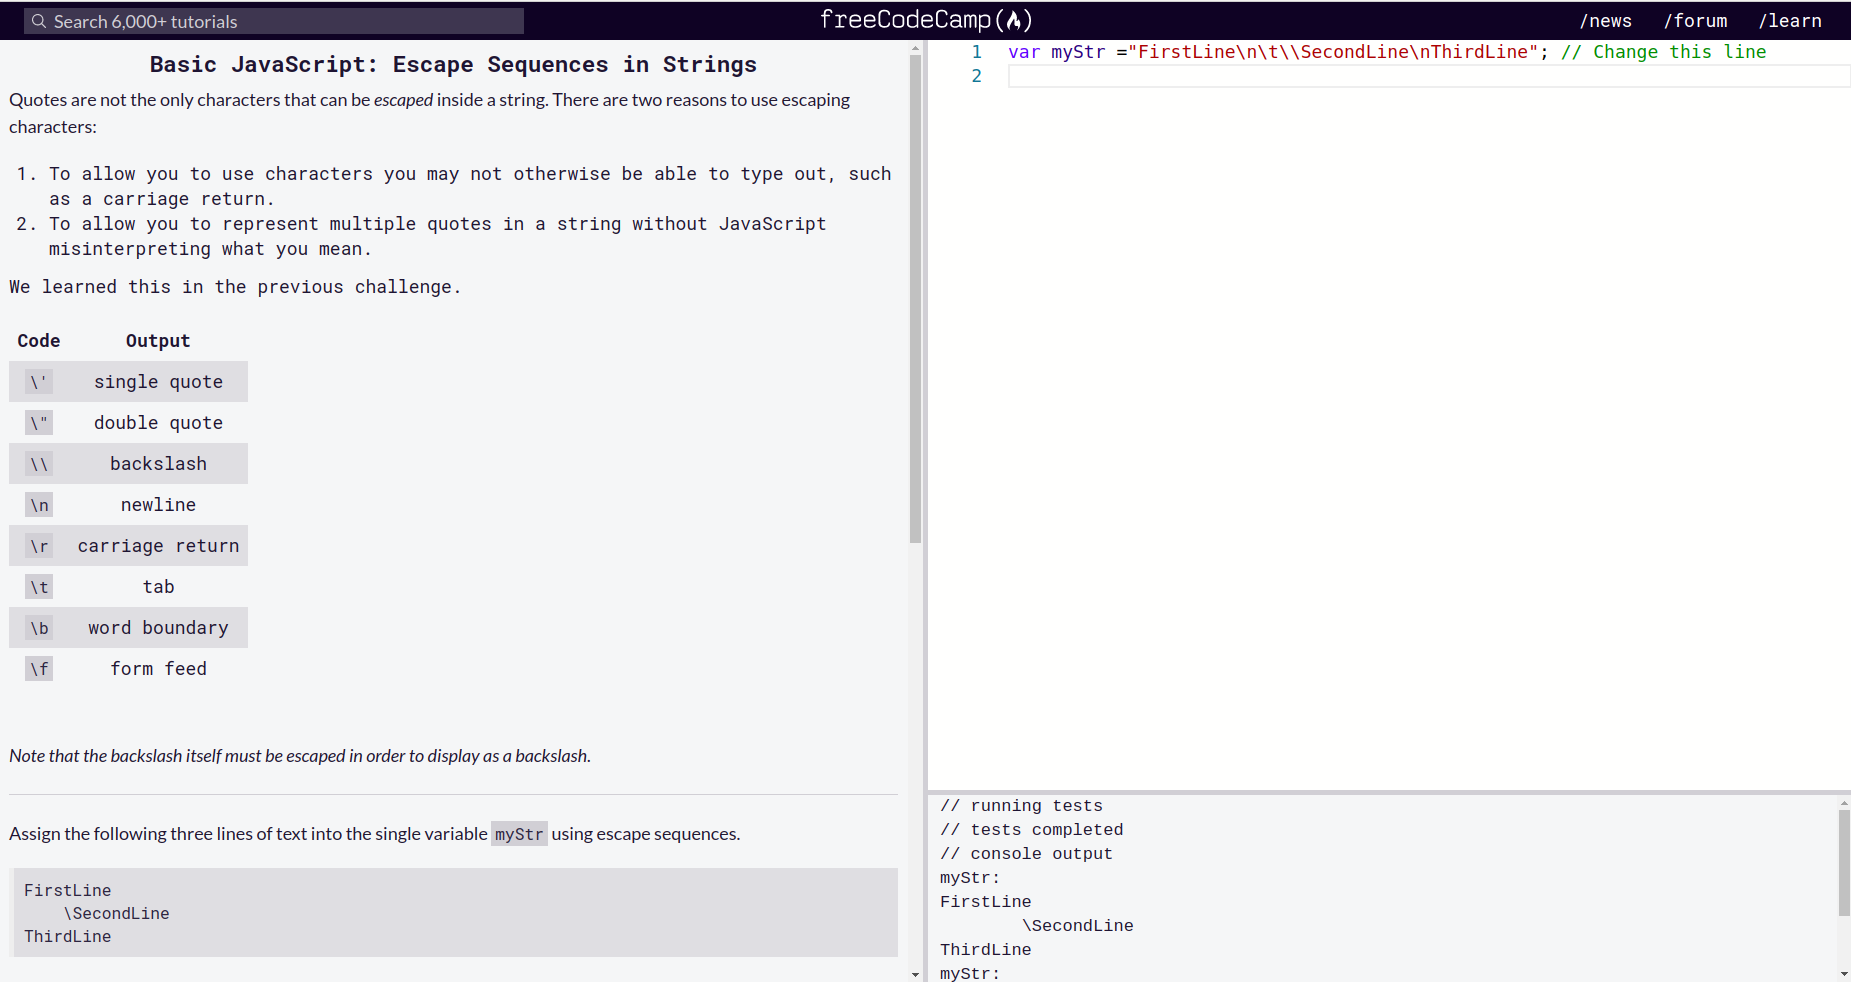 Search 6,000+ tutorials
freeCodeCamp
/news /forum /learn
Basic JavaScript: Escape Sequences in Strings
Quotes are not the only characters that can be escaped inside a string. There are two reasons to use escaping
characters:
1. To allow you to use characters you may not otherwise be able to type out, such
as a carriage return.
2. To allow you to represent multiple quotes in a string without JavaScript
misinterpreting what you mean.
We learned this in the previous challenge.
Code Output
\' single quote
\" double quote
\\ backslash
\n newline
\r carriage return
\t tab
\b word boundary
\f form feed
Note that the backslash itself must be escaped in order to display as a backslash.
Assign the following three lines of text into the single variable myStr using escape sequences.
FirstLine
    \SecondLine
ThirdLine
1 var myStr ="FirstLine\n\t\\SecondLine\nThirdLine"; // Change this line
2
// running tests
// tests completed
// console output
myStr:
FirstLine
        \SecondLine
ThirdLine
myStr: